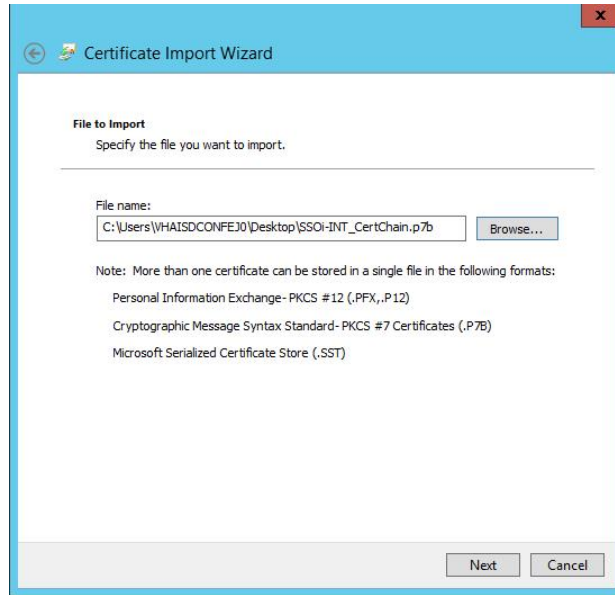 x
Certificate Import Wizard
File to Import
Specify the file you want to import.
File name:
C:\Users\VHAISDCONFEJ0\Desktop\SSOi-INT_CertChain.p7b
Browse...
Note: More than one certificate can be stored in a single file in the following formats:
Personal Information Exchange- PKCS #12 (.PFX,.P12)
Cryptographic Message Syntax Standard- PKCS #7 Certificates (.P7B)
Microsoft Serialized Certificate Store (.SST)
Next
Cancel